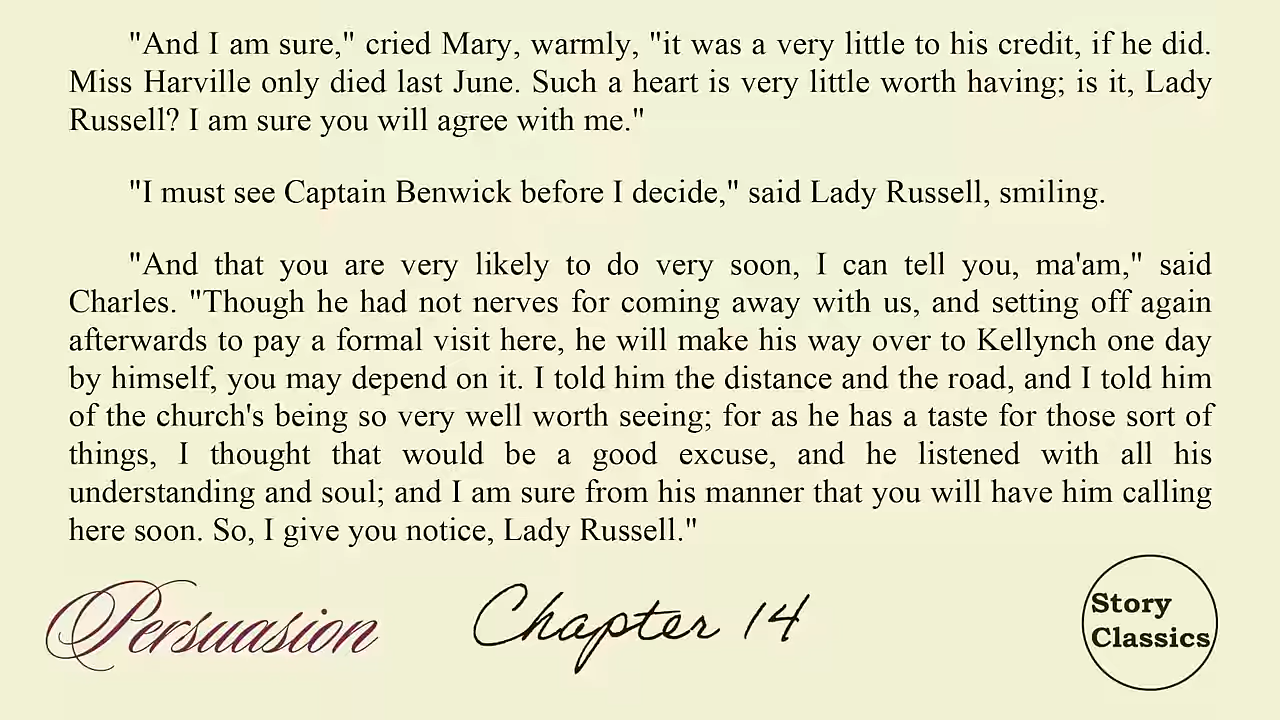 "And I am sure," cried Mary, warmly, "it was a very little to his credit, if he did.
Miss Harville only died last June. Such a heart is very little worth having; is it, Lady
Russell? I am sure you will agree with me."
"I must see Captain Benwick before I decide," said Lady Russell, smiling.
"And that you are very likely to do very soon, I can tell you, ma'am," said
Charles. "Though he had not nerves for coming away with us, and setting off again
afterwards to pay a formal visit here, he will make his way over to Kellynch one day
by himself, you may depend on it. I told him the distance and the road, and I told him
of the church's being so very well worth seeing; for as he has a taste for those sort of
things, I thought that would be a good excuse, and he listened with all his
understanding and soul; and I am sure from his manner that you will have him calling
here soon. So, I give you notice, Lady Russell."
Persuasion
Chapter 14
Story
Classics